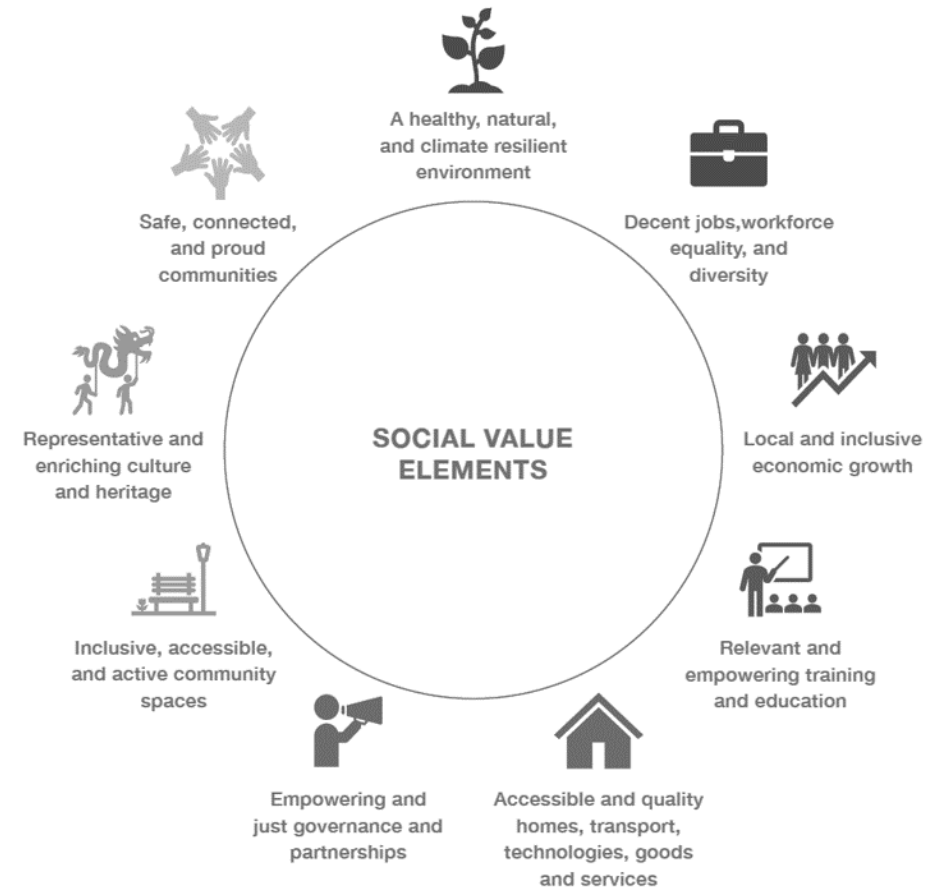 A healthy, natural,
and climate resilient
environment
Decent jobs,workforce
equality, and
diversity
Local and inclusive
economic growth
Relevant and
empowering training
and education
Accessible and quality
homes, transport,
technologies, goods
and services
Empowering and
just governance and
partnerships
Inclusive, accessible,
and active community
spaces
Representative and
enriching culture
and heritage
Safe, connected,
and proud
communities
SOCIAL VALUE
ELEMENTS